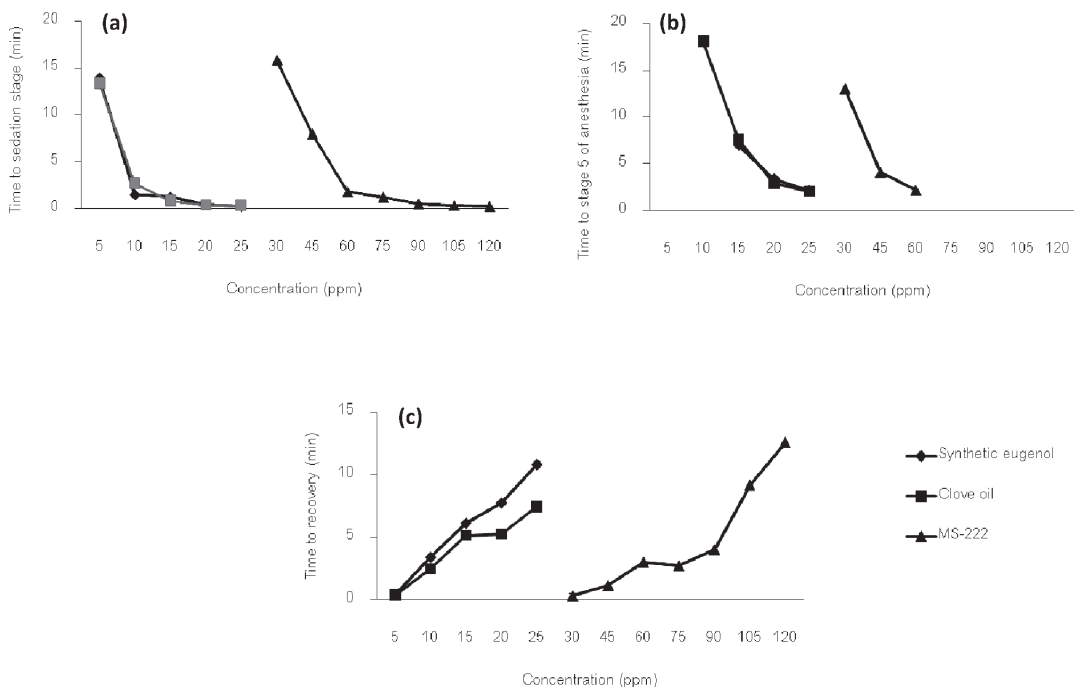 (a)
Time to sedation stage (min)
20
15
10
5
0
5 10 15 20 25 30 45 60 75 90 105 120
Concentration (ppm)
(b)
Time to stage 5 of anesthesia (min)
20
15
10
5
0
5 10 15 20 25 30 45 60 75 90 105 120
Concentration (ppm)
(c)
Time to recovery (min)
15
10
5
0
5 10 15 20 25 30 45 60 75 90 105 120
Concentration (ppm)
Synthetic eugenol
Clove oil
MS-222